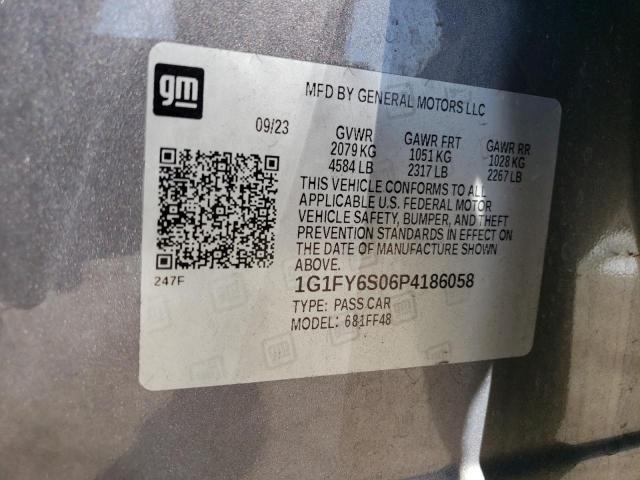 gm
MFD BY GENERAL MOTORS LLC
09/23
GVWR GAWR FRT GAWR RR
2079 KG 1051 KG 1028 KG
4584 LB 2317 LB 2267 LB
THIS VEHICLE CONFORMS TO ALL
APPLICABLE U.S. FEDERAL MOTOR
VEHICLE SAFETY, BUMPER, AND THEFT
PREVENTION STANDARDS IN EFFECT ON
THE DATE OF MANUFACTURE SHOWN
ABOVE.
247F
1G1FY6S06P4186058
TYPE: PASS CAR
MODEL: 681FF48